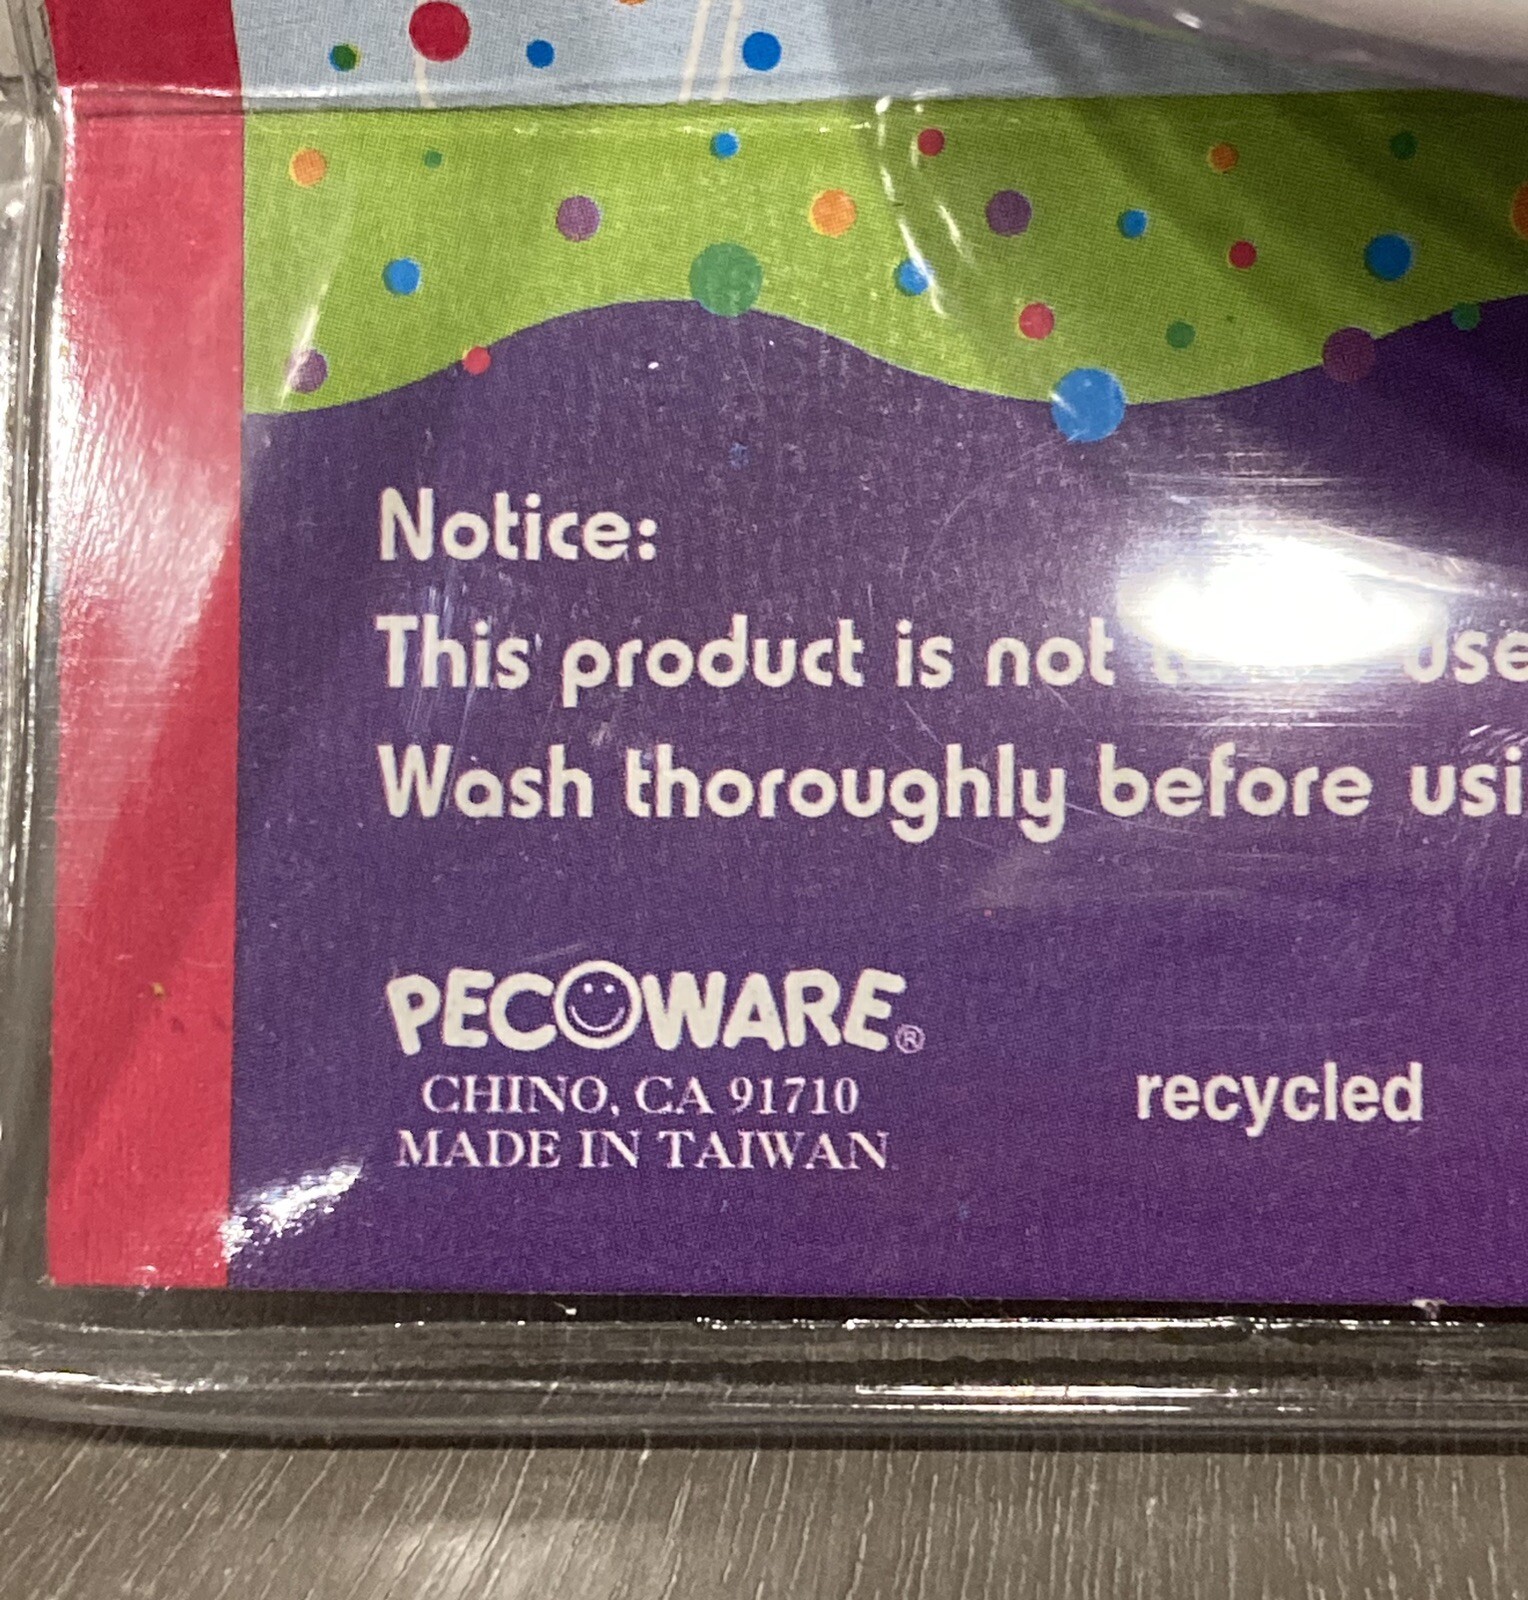 Notice:
This product is not
Wash thoroughly before
PECOWARE®
CHINO, CA 91710
MADE IN TAIWAN
recycled